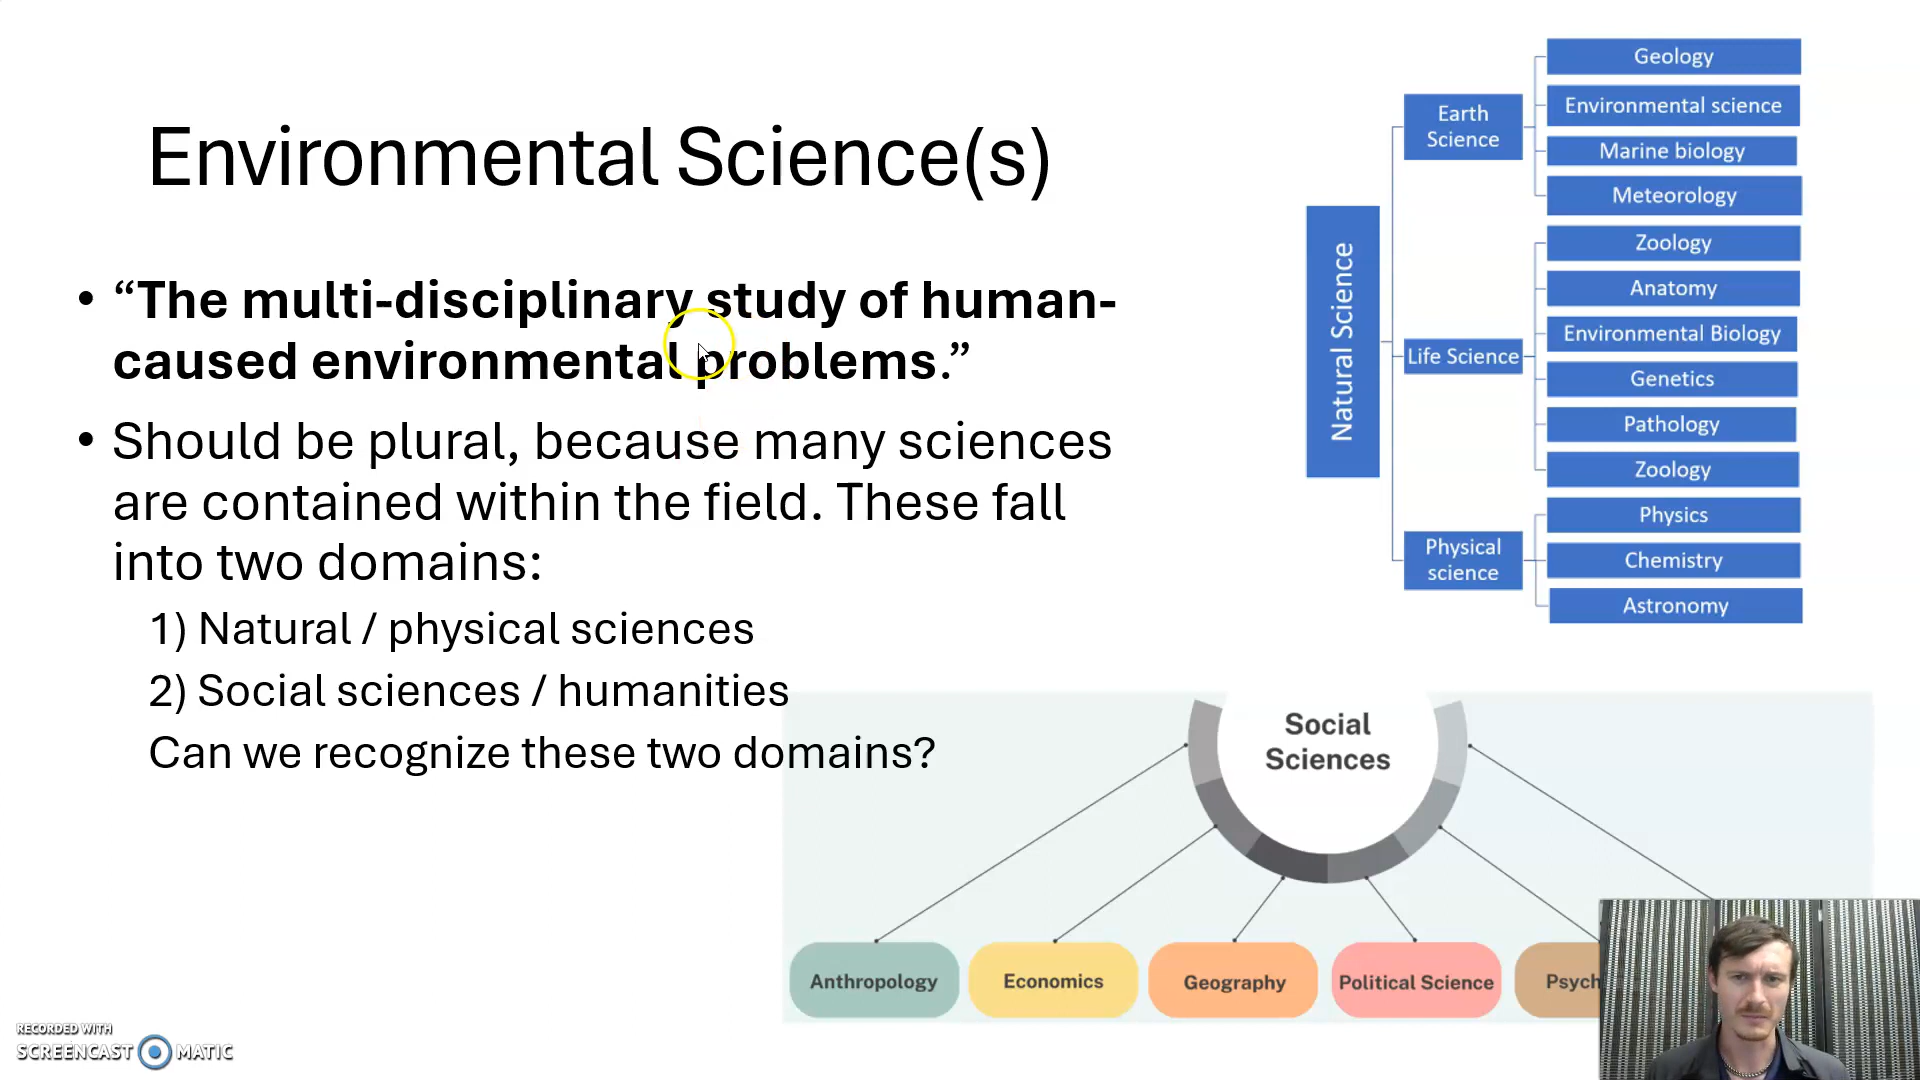 Environmental Science(s)
• “The multi-disciplinary study of human-
caused environmental problems.”
• Should be plural, because many sciences
are contained within the field. These fall
into two domains:
1) Natural / physical sciences
2) Social sciences / humanities
Can we recognize these two domains?
Natural Science
Earth
Science
Geology
Environmental science
Marine biology
Meteorology
Life Science
Zoology
Anatomy
Environmental Biology
Genetics
Pathology
Zoology
Physical
science
Physics
Chemistry
Astronomy
Social
Sciences
Anthropology
Economics
Geography
Political Science
Psych
RECORDED WITH
SCREENCAST MATIC